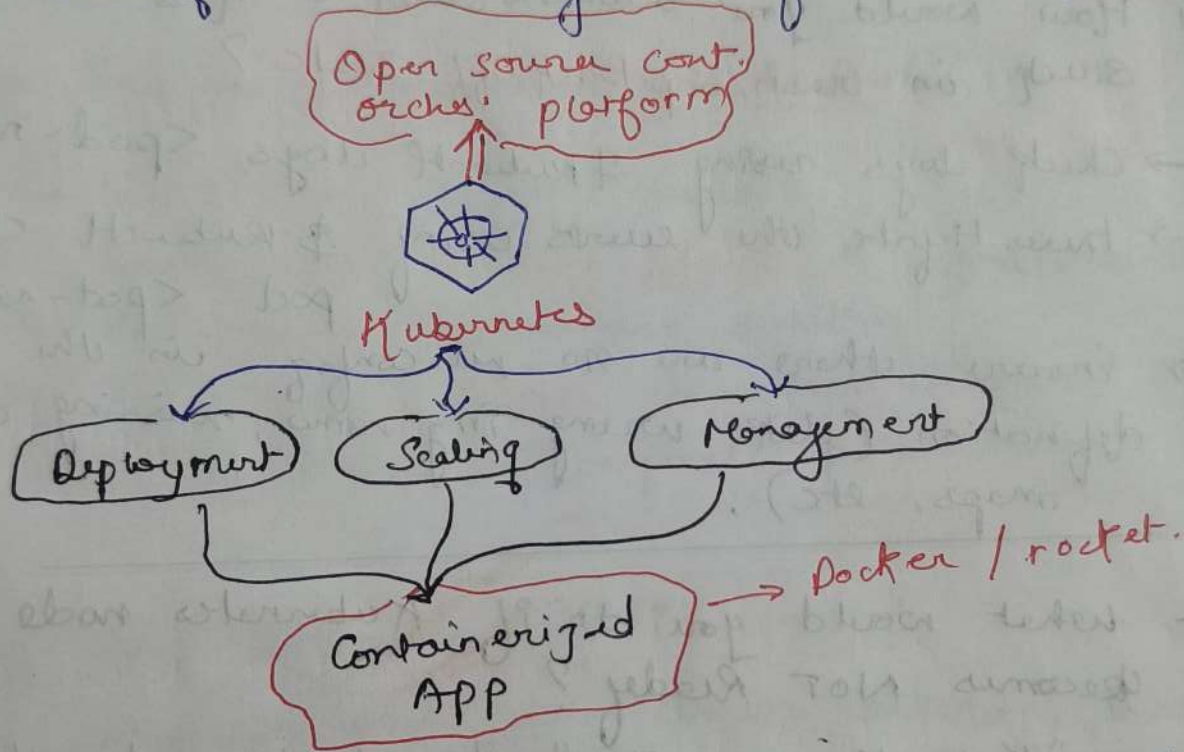 Open source cont.
orches. platform
Kubernetes
Deployment
Scaling
Management
Containerized
APP
Docker / rocket.